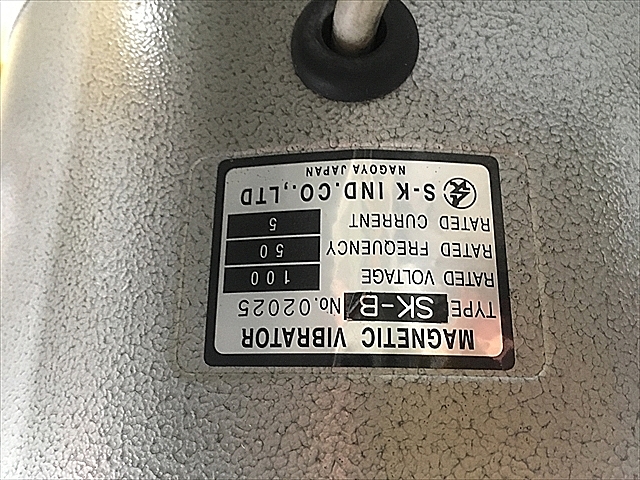 MAGNETIC VIBRATOR
TYPE SK-B No.02025
RATED VOLTAGE 100
RATED FREQUENCY 50
RATED CURRENT 5
S-K IND.CO.,LTD
NAGOYA JAPAN